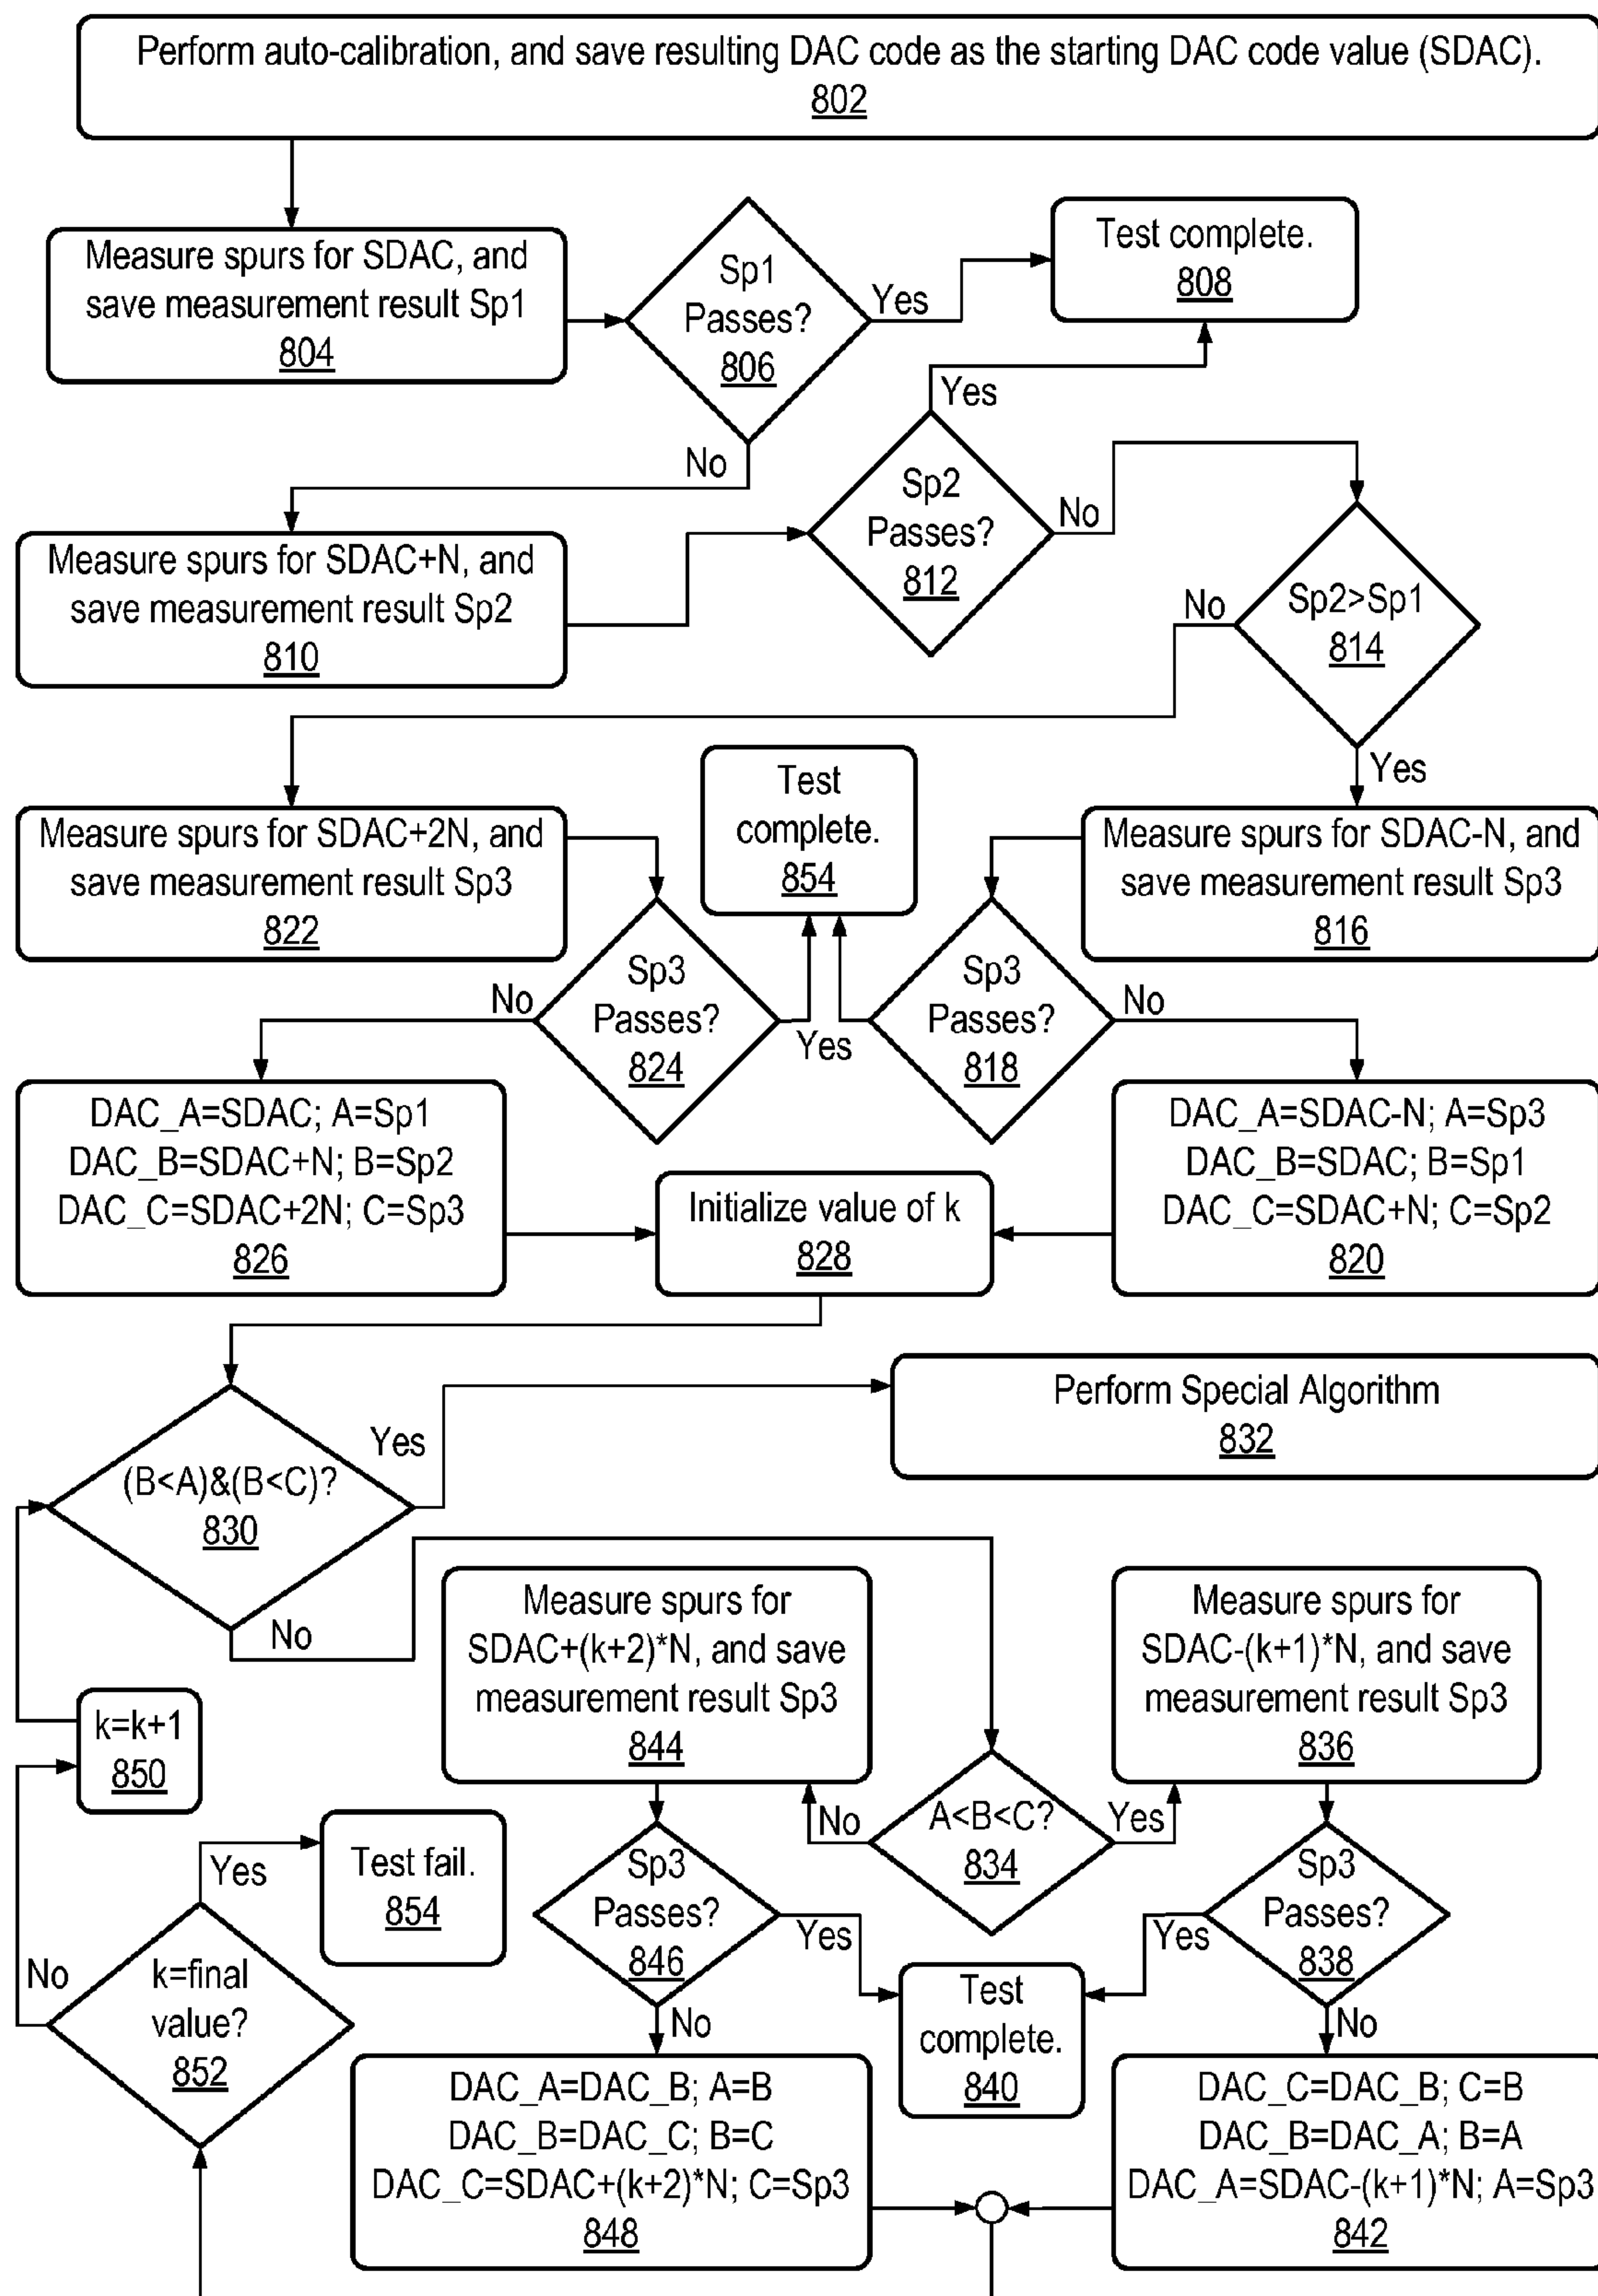 Perform auto-calibration, and save resulting DAC code as the starting DAC code value (SDAC).
802
Measure spurs for SDAC, and
save measurement result Sp1
804
Sp1
Passes?
806
Yes
No
Test complete.
808
Measure spurs for SDAC+N, and
save measurement result Sp2
810
Sp2
Passes?
812
Yes
No
Sp2>Sp1
814
No
Yes
Measure spurs for SDAC+2N, and
save measurement result Sp3
822
Test
complete.
854
Measure spurs for SDAC-N, and
save measurement result Sp3
816
Sp3
Passes?
824
No
Yes
Sp3
Passes?
818
No
DAC_A=SDAC; A=Sp1
DAC_B=SDAC+N; B=Sp2
DAC_C=SDAC+2N; C=Sp3
826
Initialize value of k
828
DAC_A=SDAC-N; A=Sp3
DAC_B=SDAC; B=Sp1
DAC_C=SDAC+N; C=Sp2
820
(B<A)&(B<C)?
830
Yes
No
Perform Special Algorithm
832
Measure spurs for
SDAC+(k+2)*N, and save
measurement result Sp3
844
Measure spurs for
SDAC-(k+1)*N, and save
measurement result Sp3
836
k=k+1
850
A<B<C?
834
No
Yes
Test fail.
854
Yes
k=final
value?
852
No
Sp3
Passes?
846
Yes
No
Sp3
Passes?
838
Yes
No
Test
complete.
840
DAC_A=DAC_B; A=B
DAC_B=DAC_C; B=C
DAC_C=SDAC+(k+2)*N; C=Sp3
848
DAC_C=DAC_B; C=B
DAC_B=DAC_A; B=A
DAC_A=SDAC-(k+1)*N; A=Sp3
842